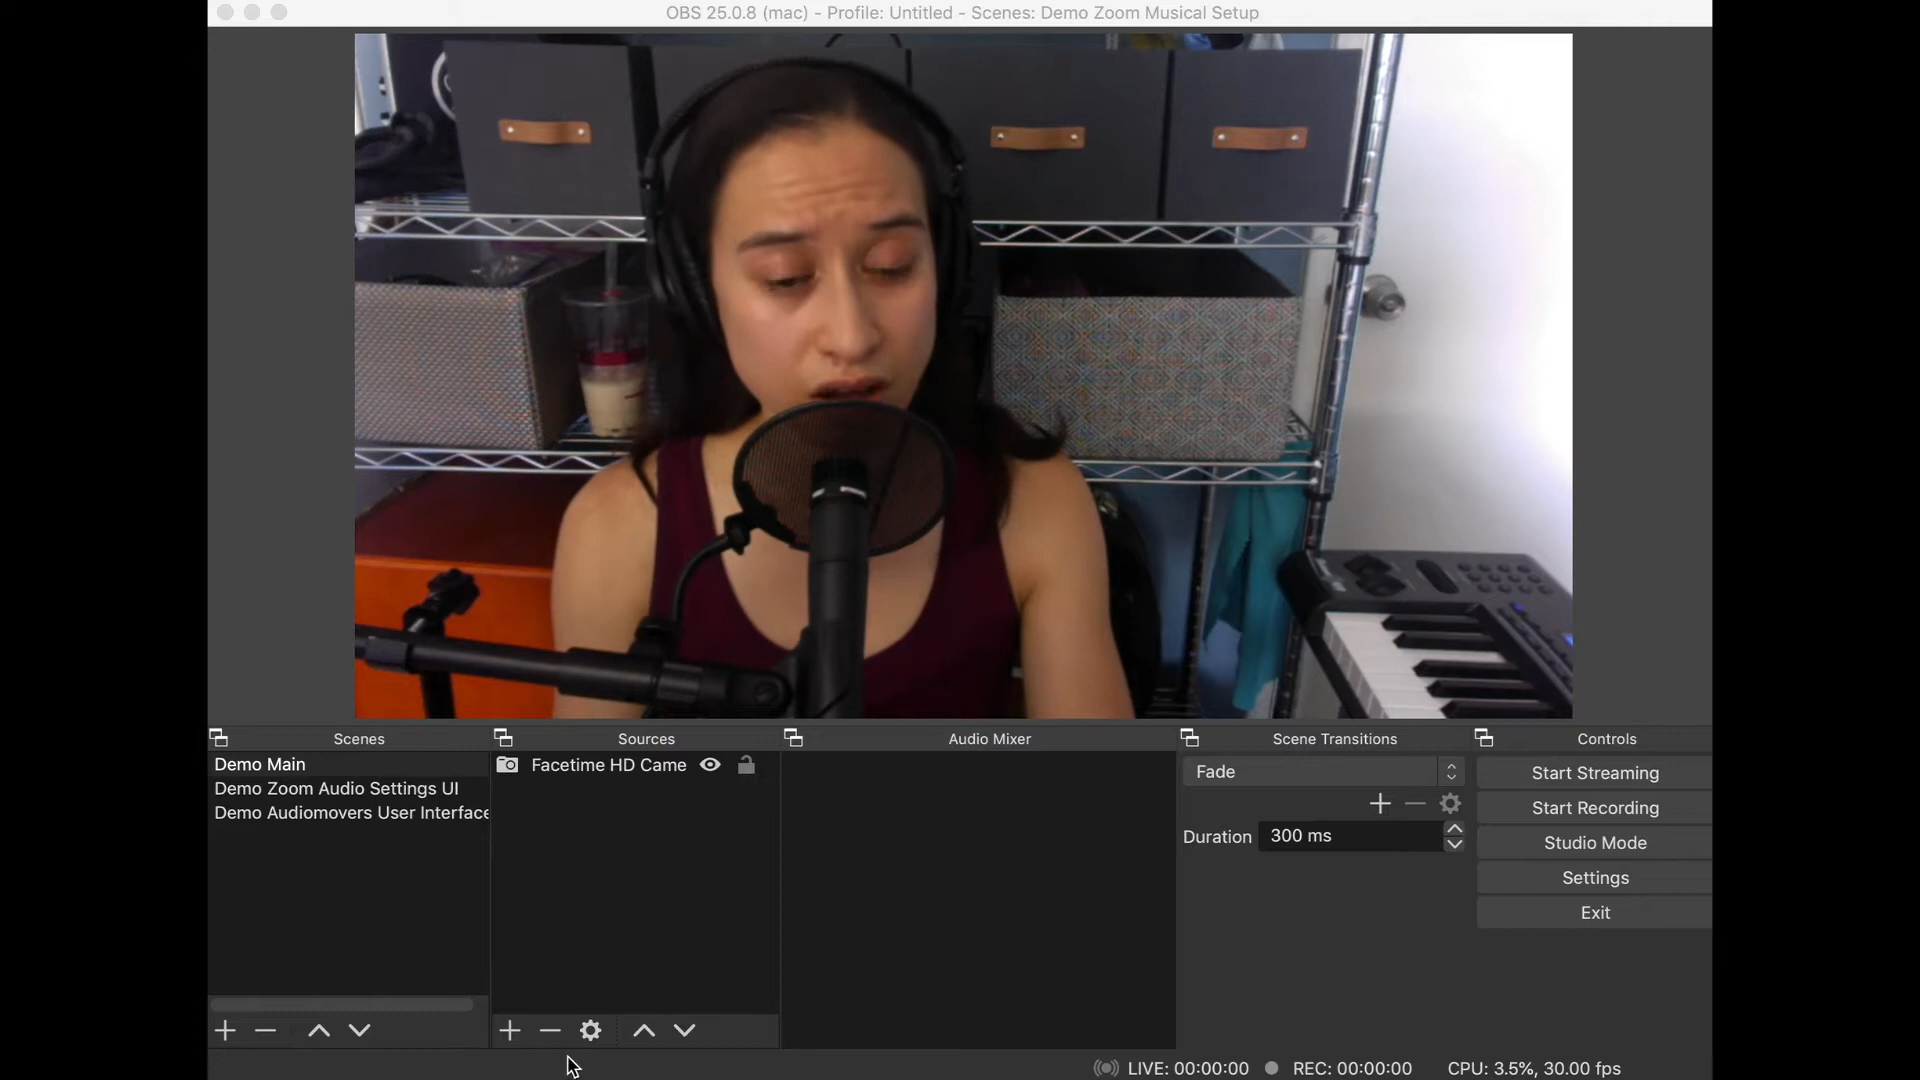 OBS 25.0.8 (mac) - Profile: Untitled - Scenes: Demo Zoom Musical Setup
Scenes
Demo Main
Demo Zoom Audio Settings UI
Demo Audiomovers User Interface
Sources
Facetime HD Came
Audio Mixer
Scene Transitions
Fade
Duration 300 ms
Controls
Start Streaming
Start Recording
Studio Mode
Settings
Exit
LIVE: 00:00:00 REC: 00:00:00 CPU: 3.5%, 30.00 fps